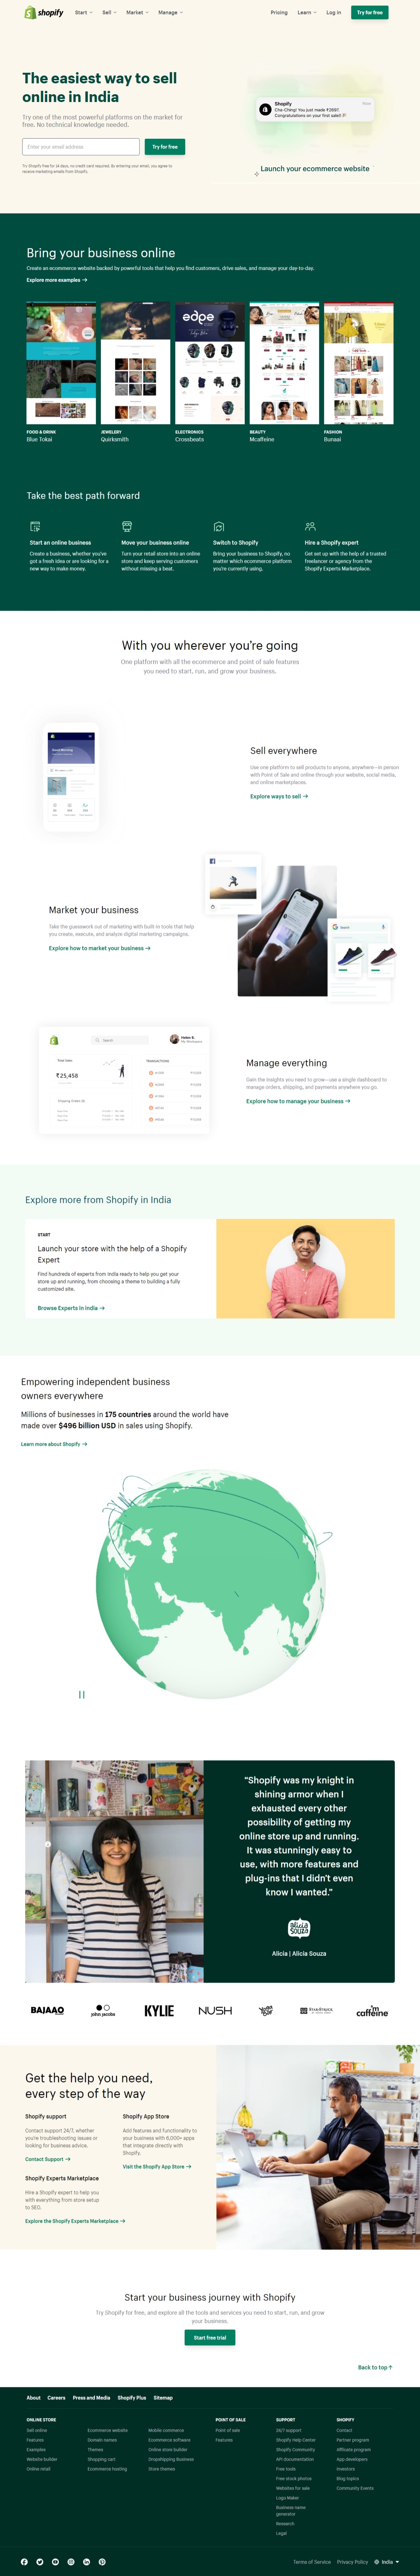 shopify
Start
Sell
Market
Manage
Pricing
Learn
Log in
Try for free
The easiest way to sell
online in India
Try one of the most powerful platforms on the market for
free. No technical knowledge needed.
Enter your email address
Try for free
Try Shopify free for 14 days, no credit card required. By entering your email, you agree to
receive marketing emails from Shopify.
Shopify
Now
Cha-Ching! You just made ₹2691.
Congratulations on your first sale!!
Launch your ecommerce website
Bring your business online
Create an ecommerce website backed by powerful tools that help you find customers, drive sales, and manage your day-to-day.
Explore more examples →
edpe
FOOD & DRINK
Blue Tokai
JEWELERY
Quirksmith
ELECTRONICS
Crossbeats
BEAUTY
Mcaffeine
FASHION
Bunaai
Take the best path forward
Start an online business
Create a business, whether you've
got a fresh idea or are looking for a
new way to make money.
Move your business online
Turn your retail store into an online
store and keep serving customers
without missing a beat.
Switch to Shopify
Bring your business to Shopify, no
matter which ecommerce platform
you're currently using.
Hire a Shopify expert
Get set up with the help of a trusted
freelancer or agency from the
Shopify Experts Marketplace.
With you wherever you're going
One platform with all the ecommerce and point of sale features
you need to start, run, and grow your business.
Sell everywhere
Use one platform to sell products to anyone, anywhere—in-person
with Point of Sale and online through your website, social media,
and online marketplaces.
Explore ways to sell →
Market your business
Take the guesswork out of marketing with built-in tools that help
you create, execute, and analyze digital marketing campaigns.
Explore how to market your business →
Search
Search
Total Sales
₹25,458
TRANSACTIONS
Manage everything
Gain the insights you need to grow—use a single dashboard to
manage orders, shipping, and payments anywhere you go.
Explore how to manage your business →
Explore more from Shopify in India
START
Launch your store with the help of a Shopify
Expert
Find hundreds of experts from India ready to help you get your
store up and running, from choosing a theme to building a fully
customized site.
Browse Experts in India →
Empowering independent business
owners everywhere
Millions of businesses in 175 countries around the world have
made over $496 billion USD in sales using Shopify.
Learn more about Shopify →
"Shopify was my knight in
shining armor when I
exhausted every other
possibility of getting my
online store up and running.
It was stunningly easy to
use, with more features and
plug-ins that I didn't even
know I wanted."
alicia
souza
Alicia | Alicia Souza
BAJAAO
john jacobs
KYLIE
NUSH
YOGA BAR
STAR STRUCK
m caffeine
Get the help you need,
every step of the way
Shopify support
Contact support 24/7, whether
you're troubleshooting issues or
looking for business advice.
Contact Support →
Shopify App Store
Add features and functionality to
your business with 8,000+ apps
that integrate directly with
Shopify.
Visit the Shopify App Store →
Shopify Experts Marketplace
Hire a Shopify expert to help you
with everything from store setup
to SEO.
Explore the Shopify Experts Marketplace →
Start your business journey with Shopify
Try Shopify for free, and explore all the tools and services you need to start, run, and grow
your business.
Start free trial
Back to top ↑
About
Careers
Press and Media
Shopify Plus
Sitemap
ONLINE STORE
Sell online
Features
Examples
Website builder
Online retail
Ecommerce website
Domain names
Themes
Shopping cart
Ecommerce hosting
Mobile commerce
Ecommerce software
Online store builder
Dropshipping Business
Store themes
POINT OF SALE
Point of sale
Features
SUPPORT
24/7 support
Shopify Help Center
Shopify Community
API documentation
Free tools
Free stock photos
Websites for sale
Logo Maker
Business name
generator
Research
Legal
SHOPIFY
Contact
Partner program
Affiliate program
App developers
Investors
Blog topics
Community Events
Terms of Service
Privacy Policy
India